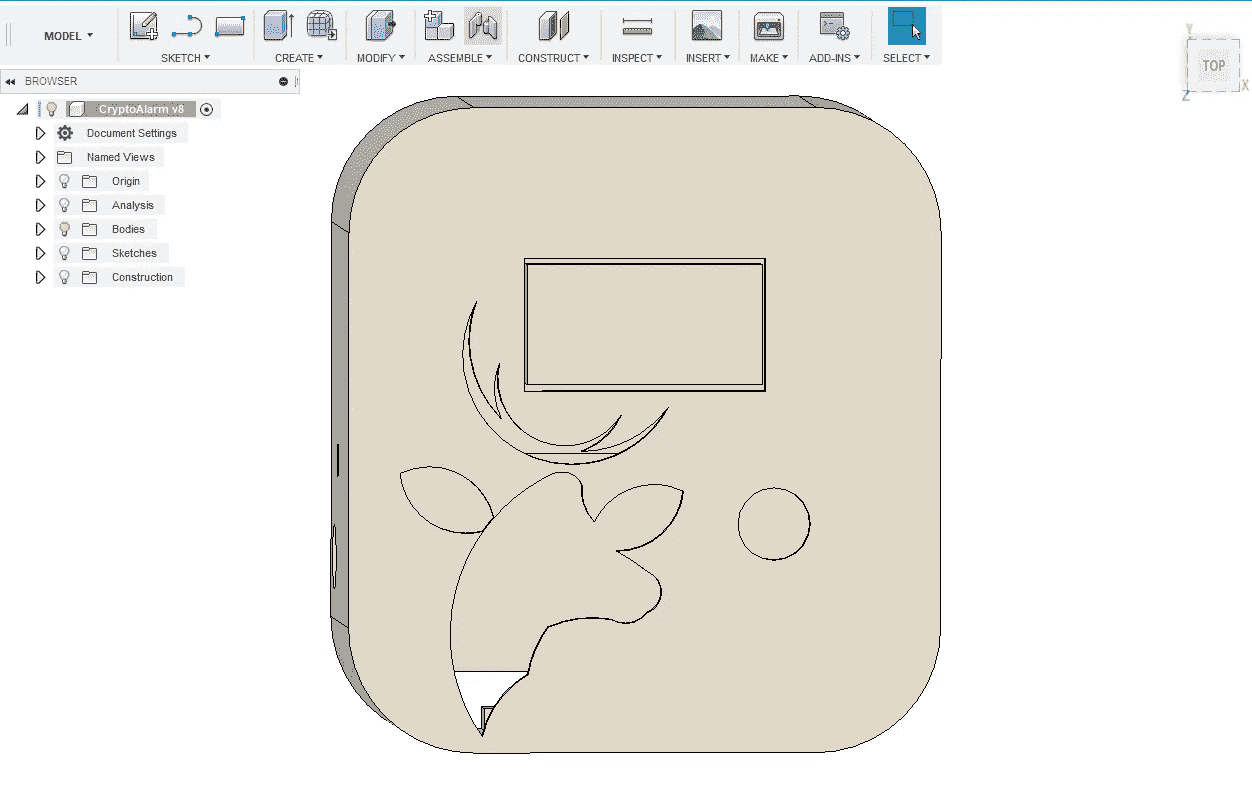 MODEL
SKETCH
CREATE
MODIFY
ASSEMBLE
CONSTRUCT
INSPECT
INSERT
MAKE
ADD-INS
SELECT
BROWSER
CryptoAlarm v8
Document Settings
Named Views
Origin
Analysis
Bodies
Sketches
Construction
Y
TOP
X
Z